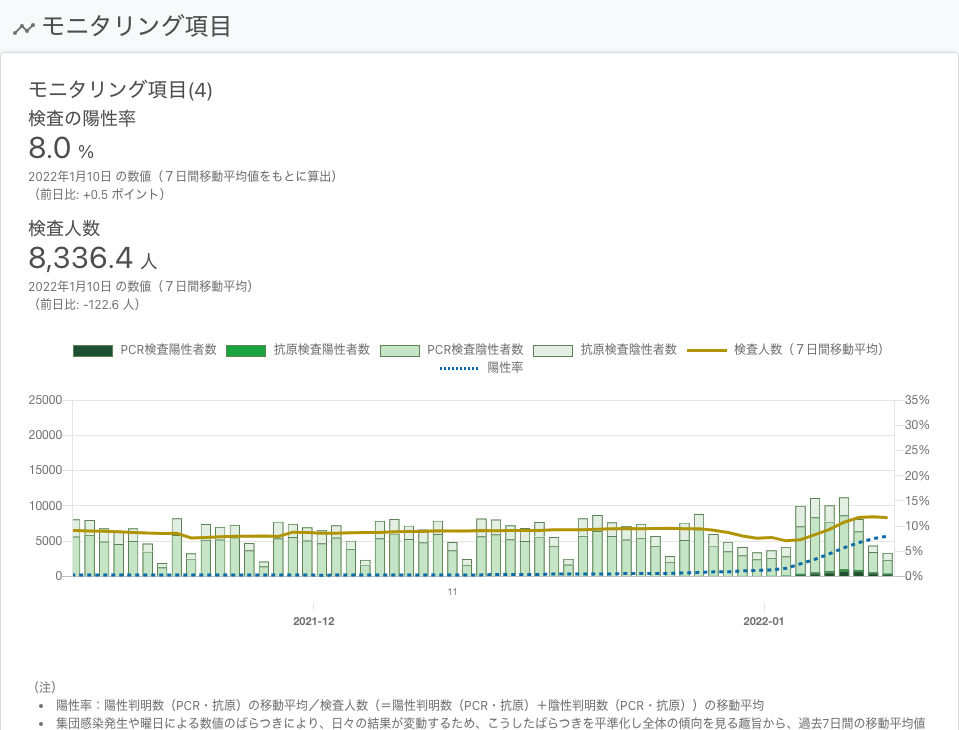 モニタリング項目
モニタリング項目(4)
検査の陽性率
8.0 %
2022年1月10日 の数値（７日間移動平均値をもとに算出）
（前日比: +0.5 ポイント）
検査人数
8,336.4 人
2022年1月10日 の数値（７日間移動平均）
（前日比: -122.6 人）
PCR検査陽性者数 抗原検査陽性者数 PCR検査陰性者数 抗原検査陰性者数 検査人数（７日間移動平均）
陽性率
25000 35%
30%
20000 25%
15000 20%
15%
10000 10%
5000 5%
0 0%
11
2021-12 2022-01
（注）
• 陽性率：陽性判明数（PCR・抗原）の移動平均／検査人数（＝陽性判明数（PCR・抗原）＋陰性判明数（PCR・抗原））の移動平均
• 集団感染発生や曜日による数値のばらつきにより、日々の結果が変動するため、こうしたばらつきを平準化し全体の傾向を見る趣旨から、過去7日間の移動平均値